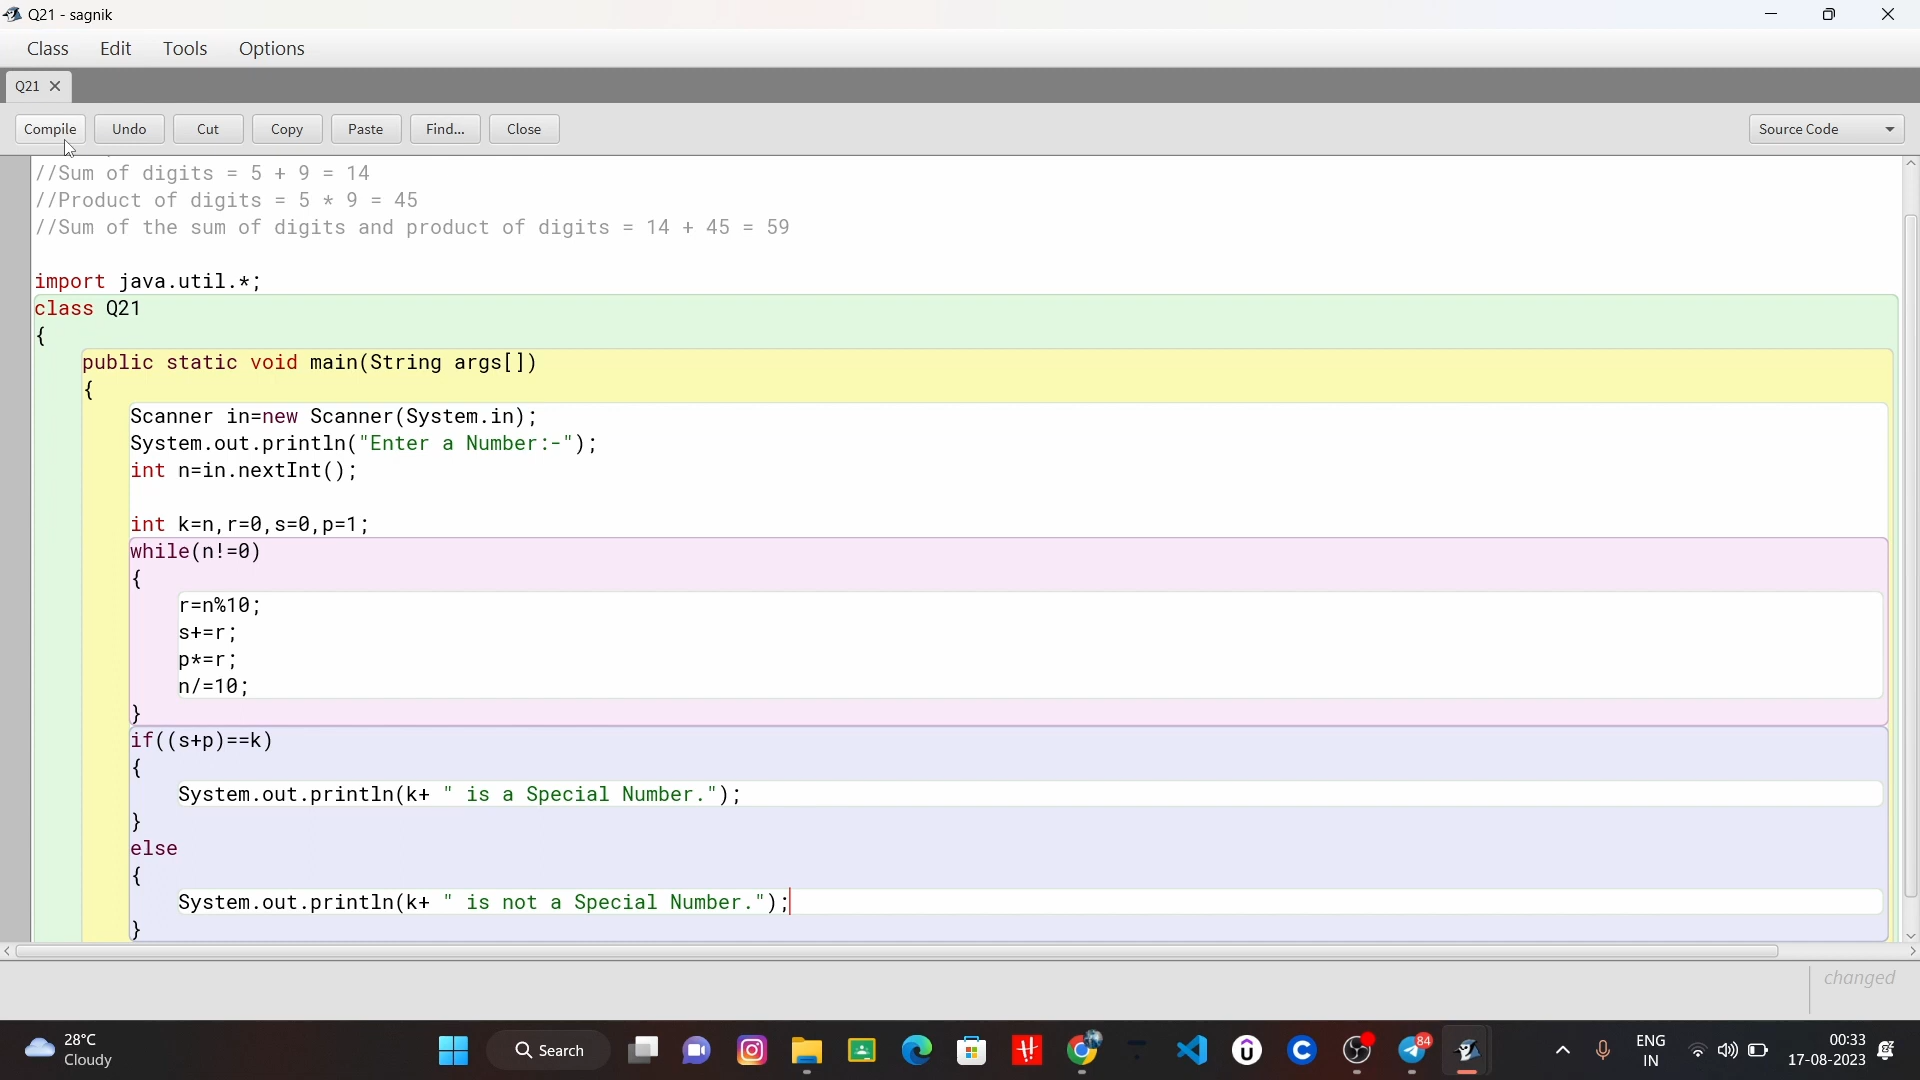 Q21 - sagnik
Class Edit Tools Options
Q21
Compile Undo Cut Copy Paste Find... Close Source Code
//Sum of digits = 5 + 9 = 14
//Product of digits = 5 * 9 = 45
//Sum of the sum of digits and product of digits = 14 + 45 = 59
import java.util.*;
class Q21
{
public static void main(String args[])
{
Scanner in=new Scanner(System.in);
System.out.println("Enter a Number:-");
int n=in.nextInt();
int k=n,r=0,s=0,p=1;
while(n!=0)
{
r=n%10;
s+=r;
p*=r;
n/=10;
}
if((s+p)==k)
{
System.out.println(k+ " is a Special Number.");
}
else
{
System.out.println(k+ " is not a Special Number.");
}
changed
28°C
Cloudy
Search
84
ENG
IN
00:33
17-08-2023